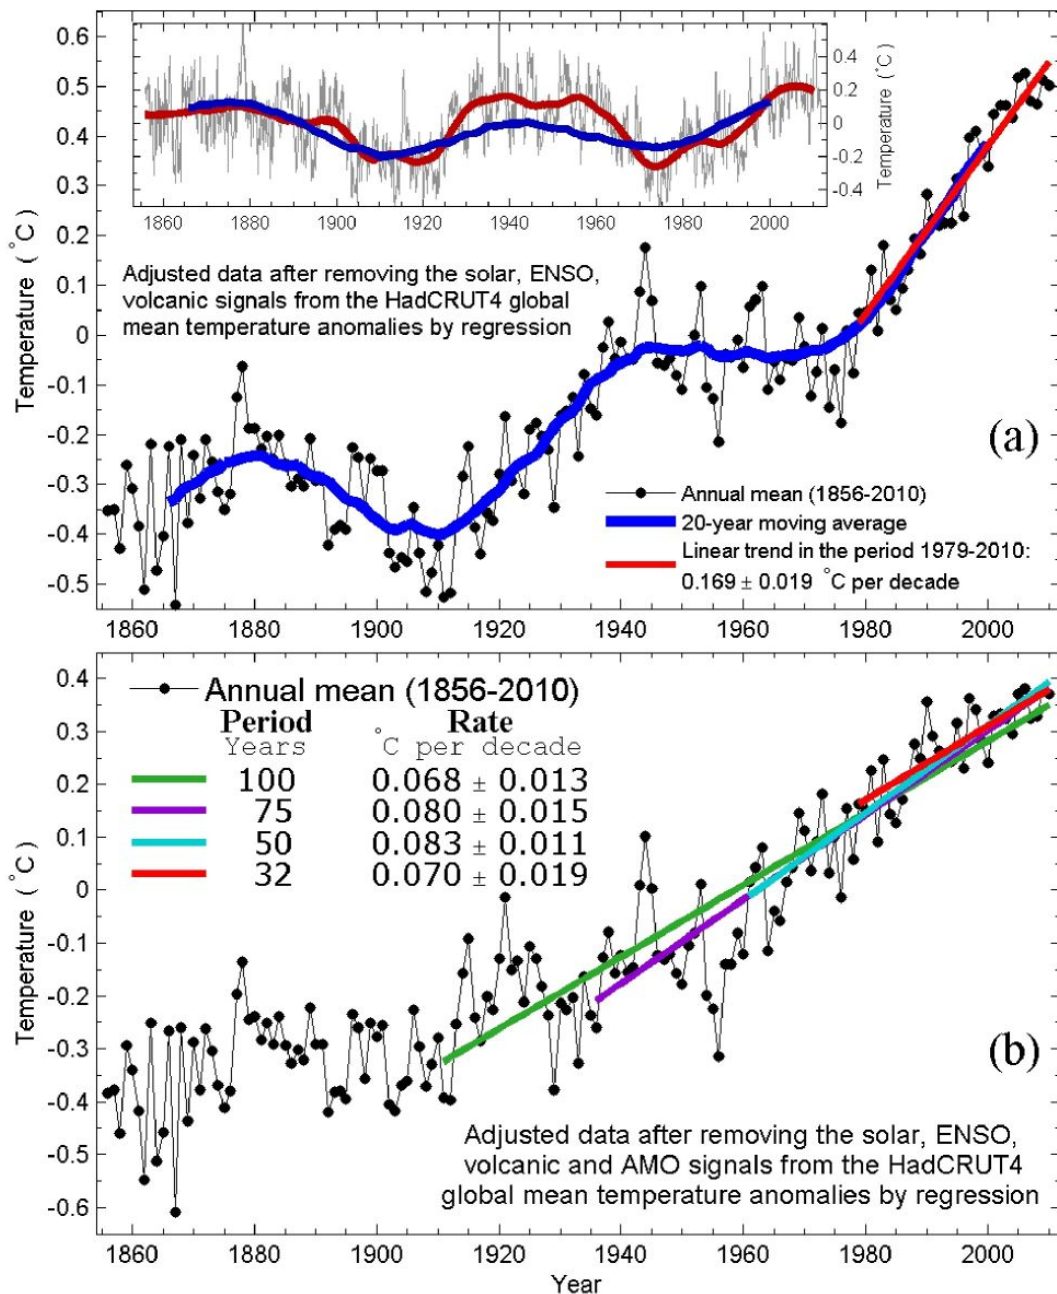 0.6
0.5
0.4
0.3
0.2
0.1
0
-0.1
-0.2
-0.3
-0.4
-0.5
Temperature ( °C )
0.4
0.2
0
-0.2
-0.4
Temperature (°C)
1860 1880 1900 1920 1940 1960 1980 2000
Adjusted data after removing the solar, ENSO,
volcanic signals from the HadCRUT4 global
mean temperature anomalies by regression
(a)
Annual mean (1856-2010)
20-year moving average
Linear trend in the period 1979-2010:
0.169 ± 0.019 °C per decade
1860 1880 1900 1920 1940 1960 1980 2000
0.4
0.3
0.2
0.1
0
-0.1
-0.2
-0.3
-0.4
-0.5
-0.6
Temperature ( °C )
Annual mean (1856-2010)
Period Rate
Years °C per decade
100 0.068 ± 0.013
75 0.080 ± 0.015
50 0.083 ± 0.011
32 0.070 ± 0.019
(b)
Adjusted data after removing the solar, ENSO,
volcanic and AMO signals from the HadCRUT4
global mean temperature anomalies by regression
1860 1880 1900 1920 1940 1960 1980 2000
Year